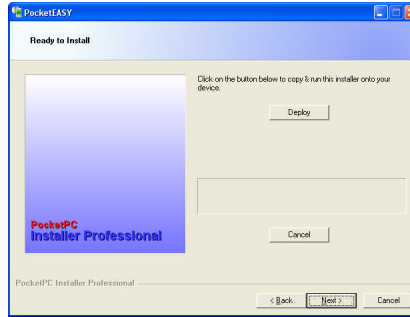 PocketEASY
Ready to Install
Click on the button below to copy & run this installer onto your
device.
Deploy
PocketPC
Installer Professional
Cancel
PocketPC Installer Professional
< Back
Next >
Cancel